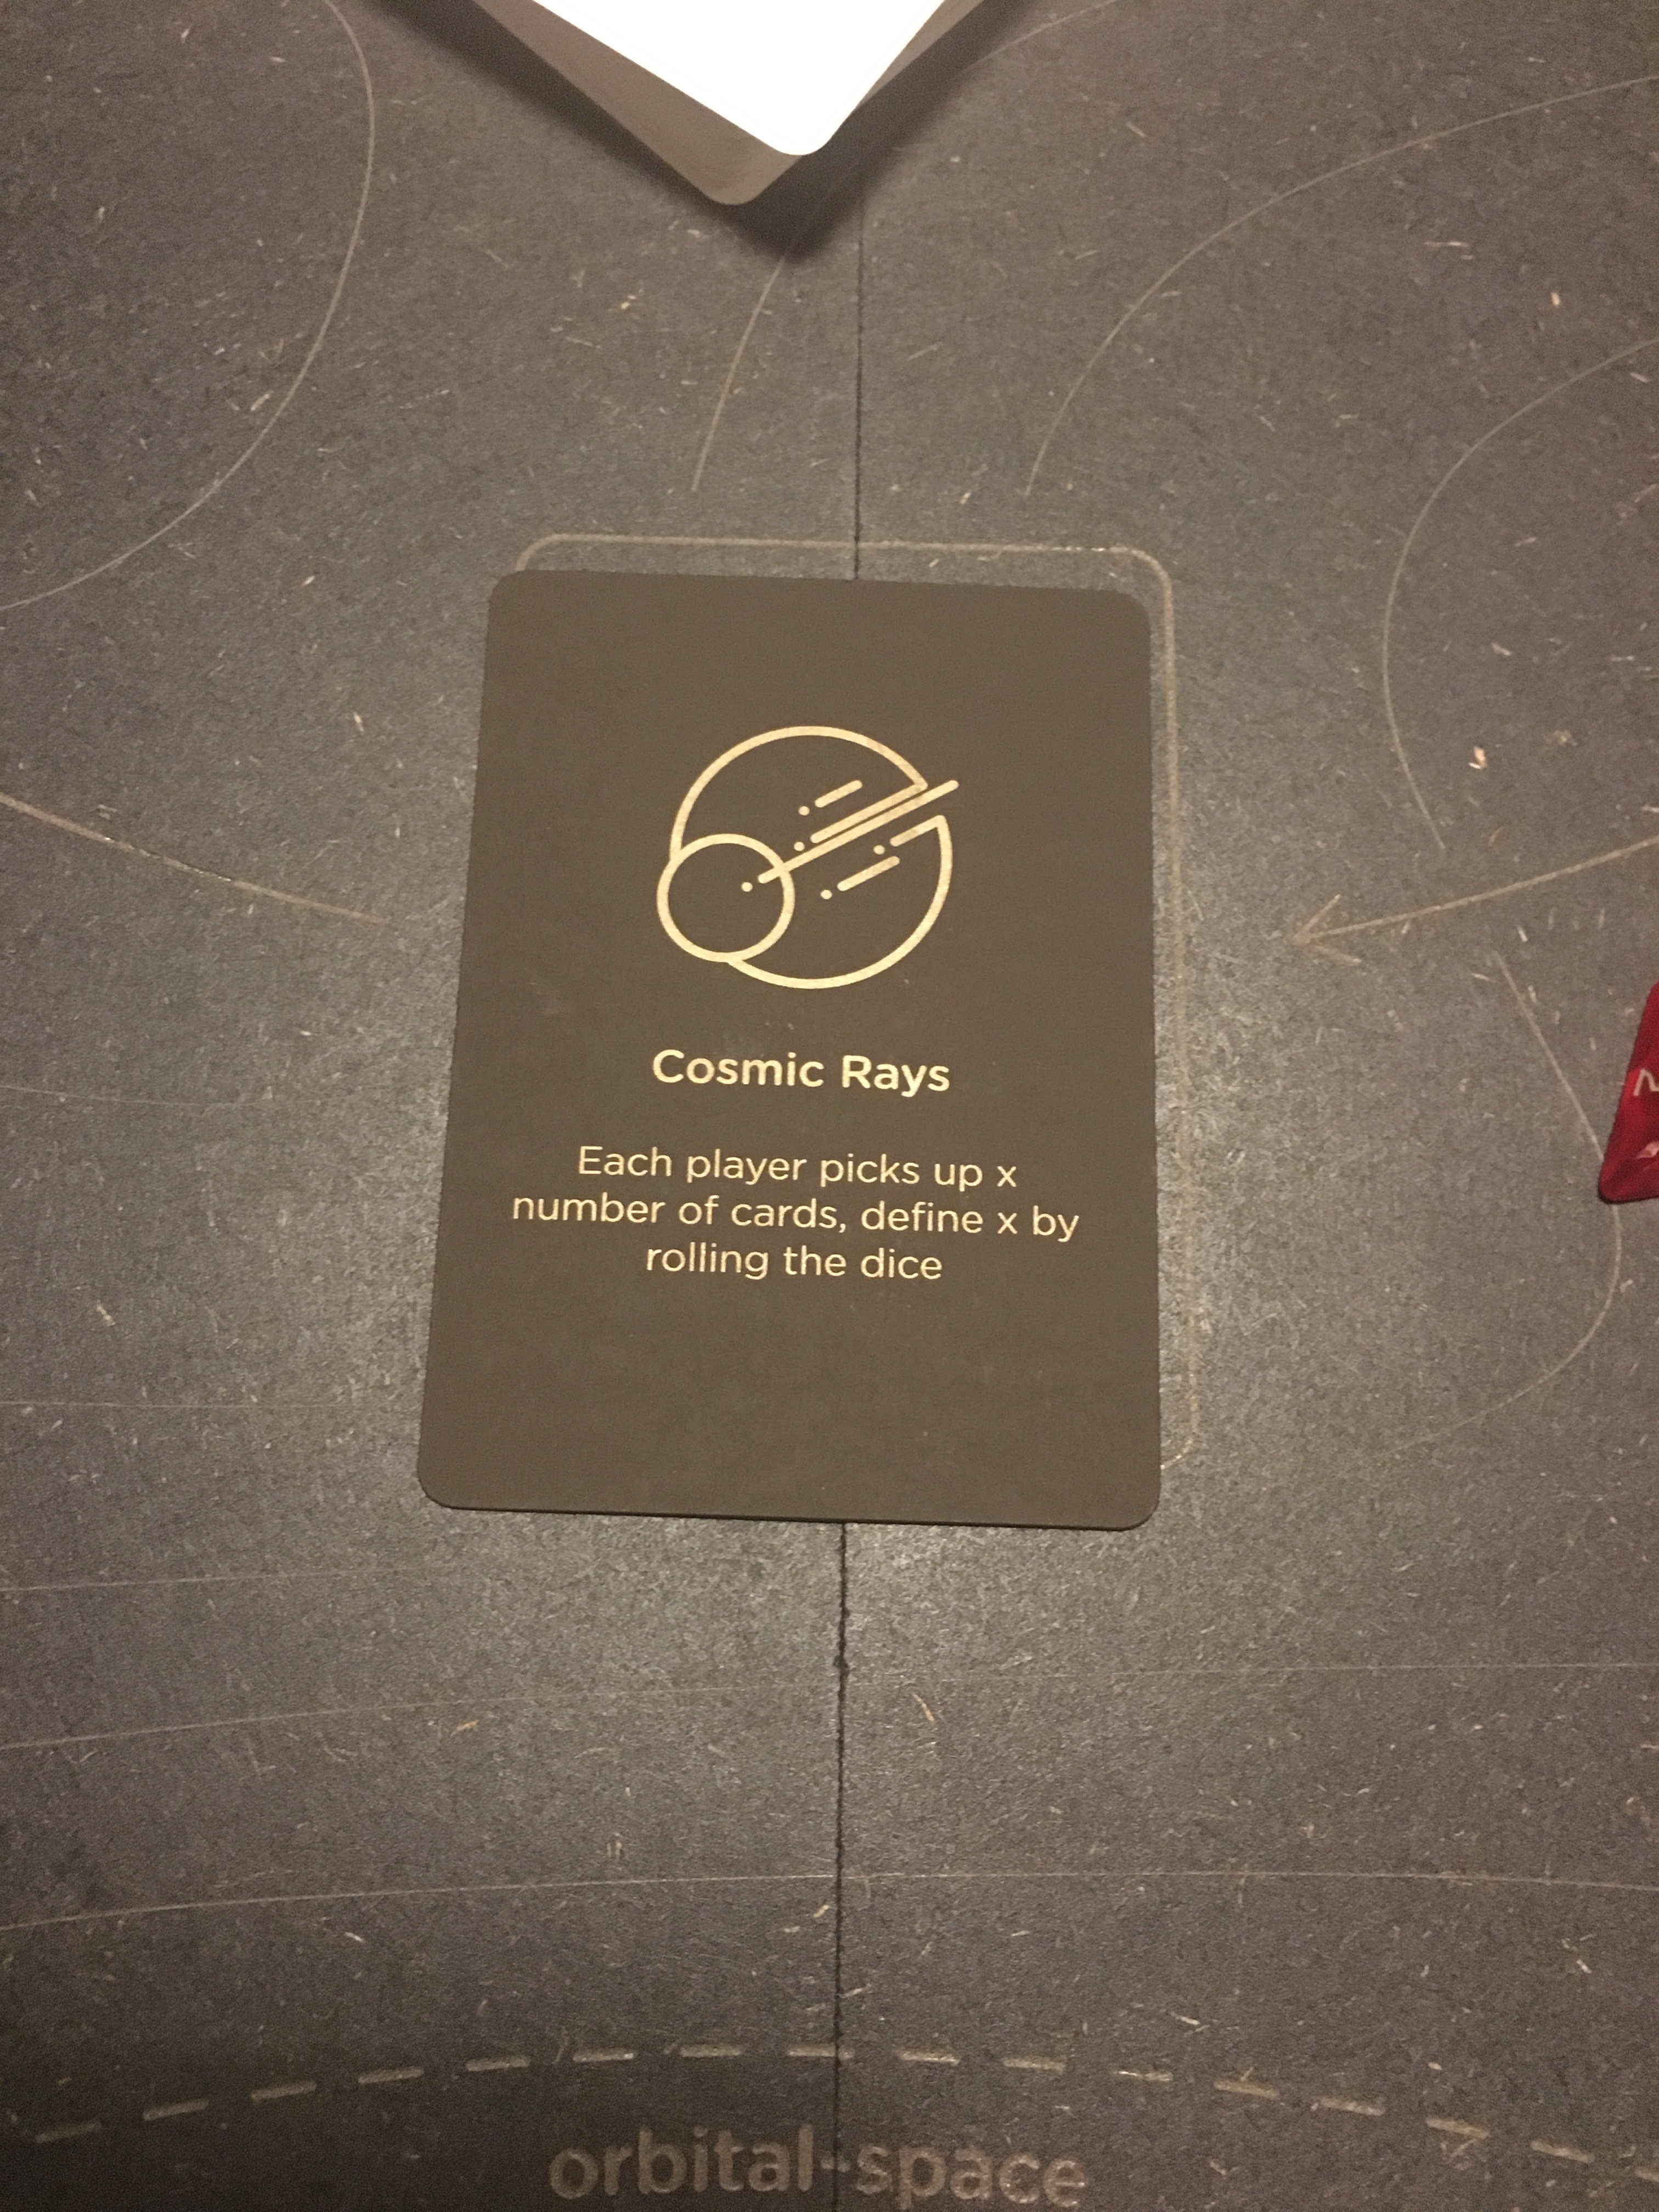 Cosmic Rays
Each player picks up x
number of cards, define x by
rolling the dice
orbital-space